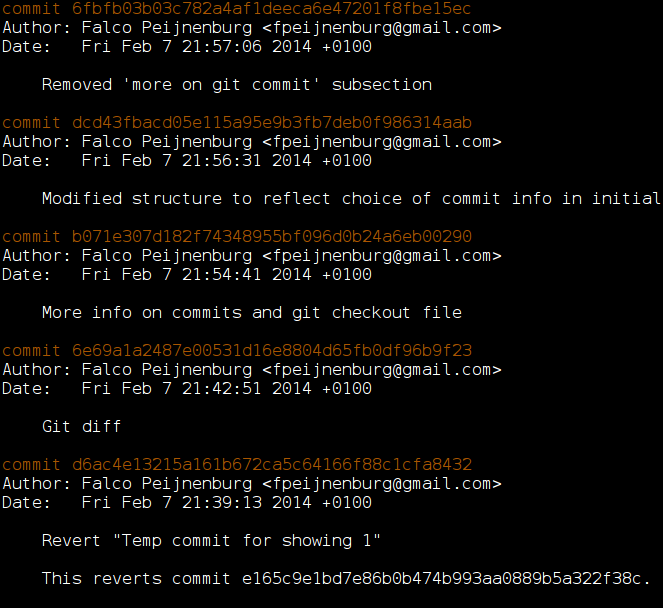 commit 6fbfb03b03c782a4af1deeca6e47201f8fbe15ec
Author: Falco Peijnenburg <fpeijnenburg@gmail.com>
Date:   Fri Feb 7 21:57:06 2014 +0100
Removed 'more on git commit' subsection
commit dcd43fbacd05e115a95e9b3fb7deb0f986314aab
Author: Falco Peijnenburg <fpeijnenburg@gmail.com>
Date:   Fri Feb 7 21:56:31 2014 +0100
Modified structure to reflect choice of commit info in initial
commit b071e307d182f74348955bf096d0b24a6eb00290
Author: Falco Peijnenburg <fpeijnenburg@gmail.com>
Date:   Fri Feb 7 21:54:41 2014 +0100
More info on commits and git checkout file
commit 6e69a1a2487e00531d16e8804d65fb0df96b9f23
Author: Falco Peijnenburg <fpeijnenburg@gmail.com>
Date:   Fri Feb 7 21:42:51 2014 +0100
Git diff
commit d6ac4e13215a161b672ca5c64166f88c1cfa8432
Author: Falco Peijnenburg <fpeijnenburg@gmail.com>
Date:   Fri Feb 7 21:39:13 2014 +0100
Revert "Temp commit for showing 1"
This reverts commit e165c9e1bd7e86b0b474b993aa0889b5a322f38c.